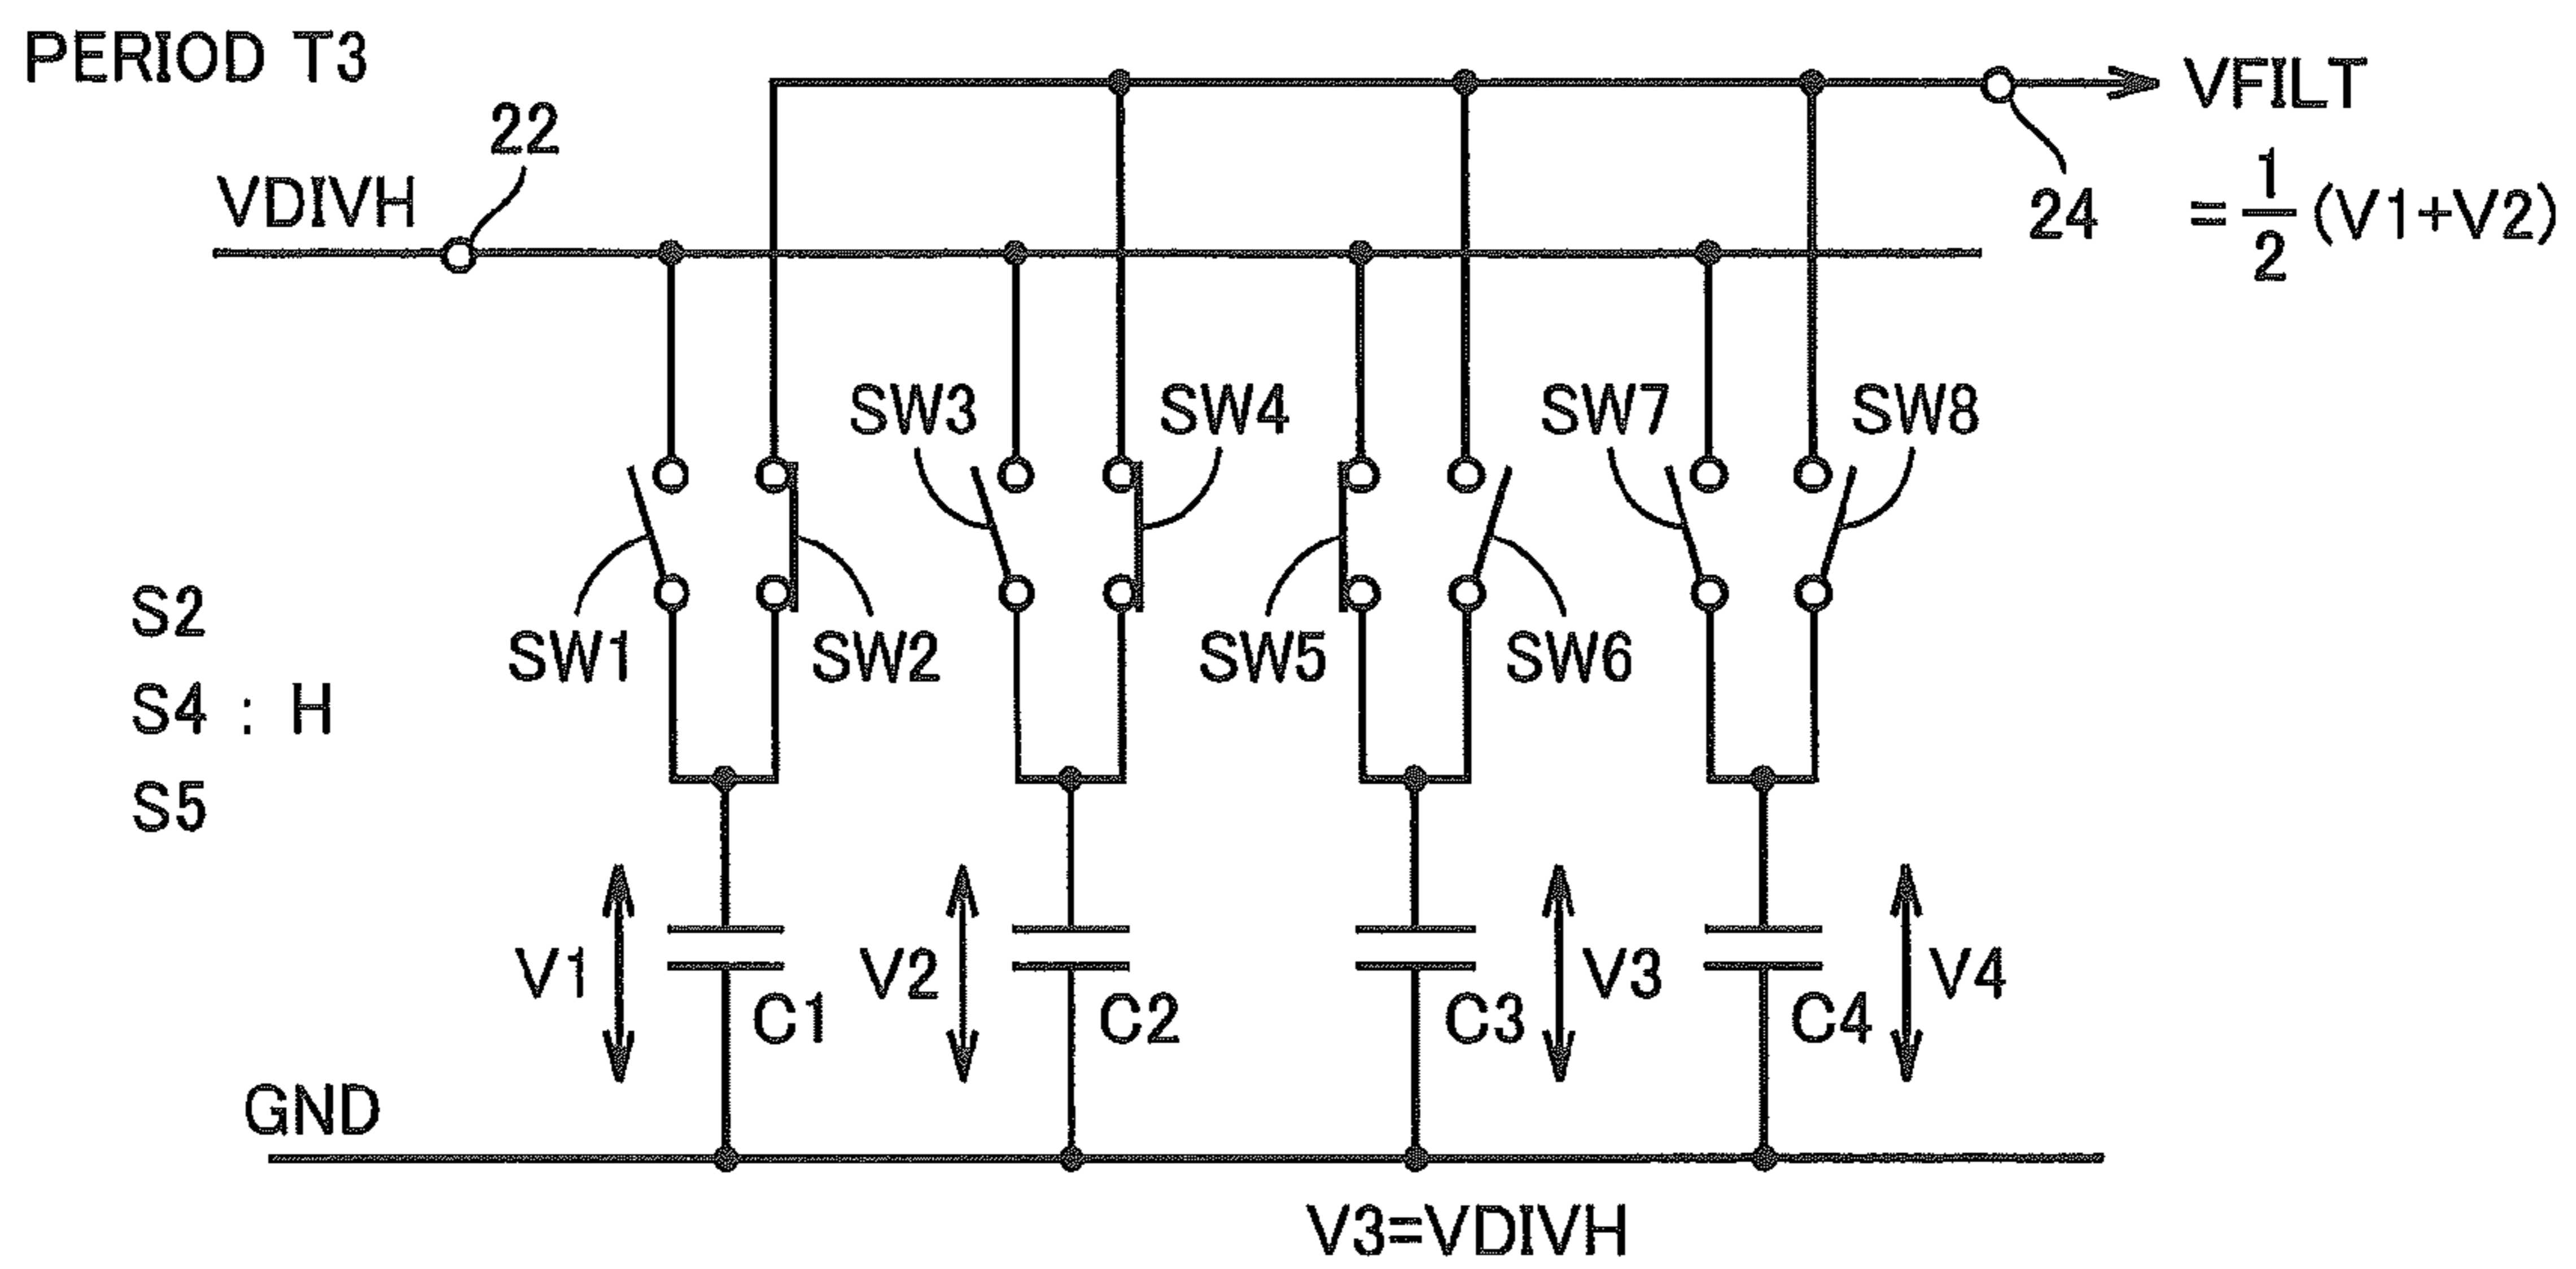 PERIOD T3
VFILT
22
VDIVH
24
= 1/2 (V1+V2)
SW3
SW4
SW7
SW8
S2
SW1
SW2
SW5
SW6
S4 : H
S5
V1
V2
V3
V4
C1
C2
C3
C4
GND
V3=VDIVH